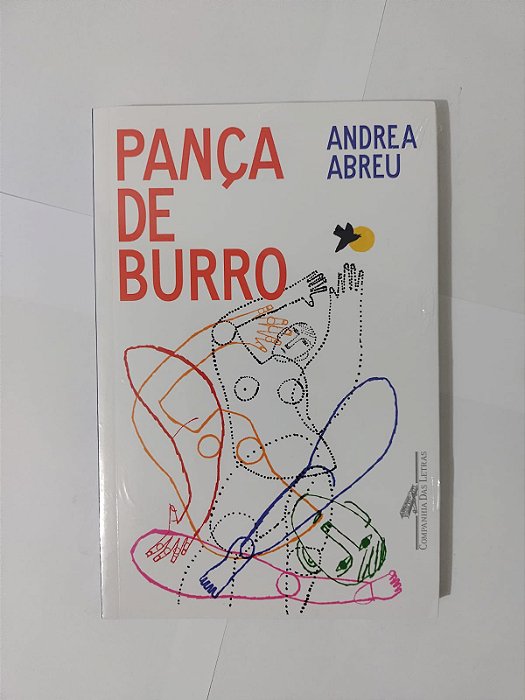 PANÇA
DE
BURRO
ANDREA
ABREU
COMPANHIA DAS LETRAS